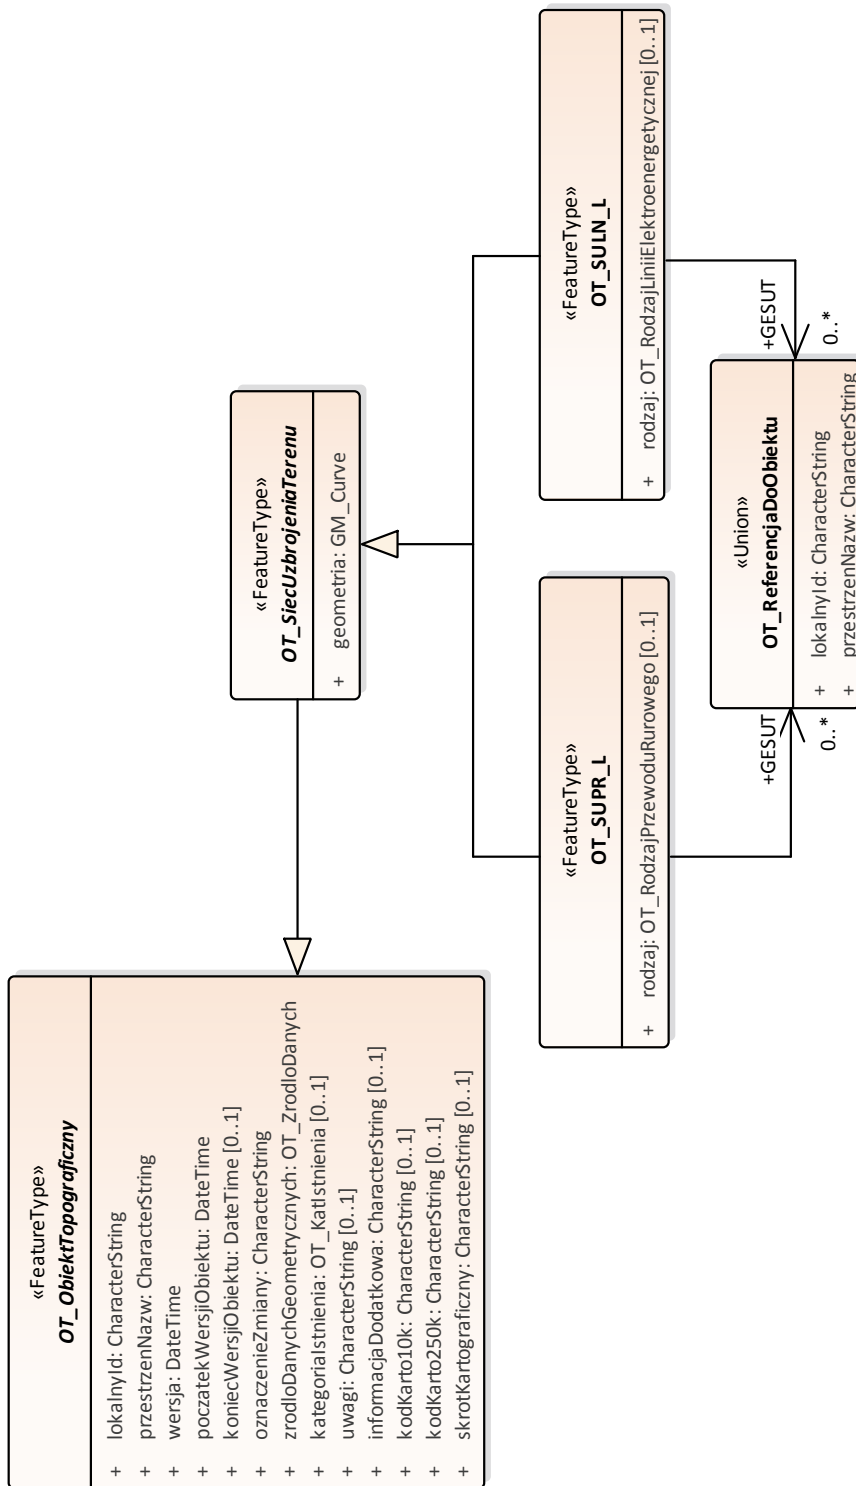 «FeatureType»
OT_ObiektTopograficzny
+ lokalnyId: CharacterString
+ przestrzenNazw: CharacterString
+ wersja: DateTime
+ poczatekWersjiObiektu: DateTime
+ koniecWersjiObiektu: DateTime [0..1]
+ oznaczenieZmiany: CharacterString
+ zrodloDanychGeometrycznych: OT_ZrodloDanych
+ kategoriaIstnienia: OT_KatIstnienia [0..1]
+ uwagi: CharacterString [0..1]
+ informacjaDodatkowa: CharacterString [0..1]
+ kodKarto10k: CharacterString [0..1]
+ kodKarto250k: CharacterString [0..1]
+ skrotKartograficzny: CharacterString [0..1]
«FeatureType»
OT_SiecUzbrojeniaTerenu
+ geometria: GM_Curve
«FeatureType»
OT_SUPR_L
+ rodzaj: OT_RodzajPrzewoduRurowego [0..1]
«FeatureType»
OT_SULN_L
+ rodzaj: OT_RodzajLiniiElektroenergetycznej [0..1]
+GESUT
0..*
+GESUT
0..*
«Union»
OT_ReferencjaDoObiektu
+ lokalnyId: CharacterString
+ przestrzenNazw: CharacterString